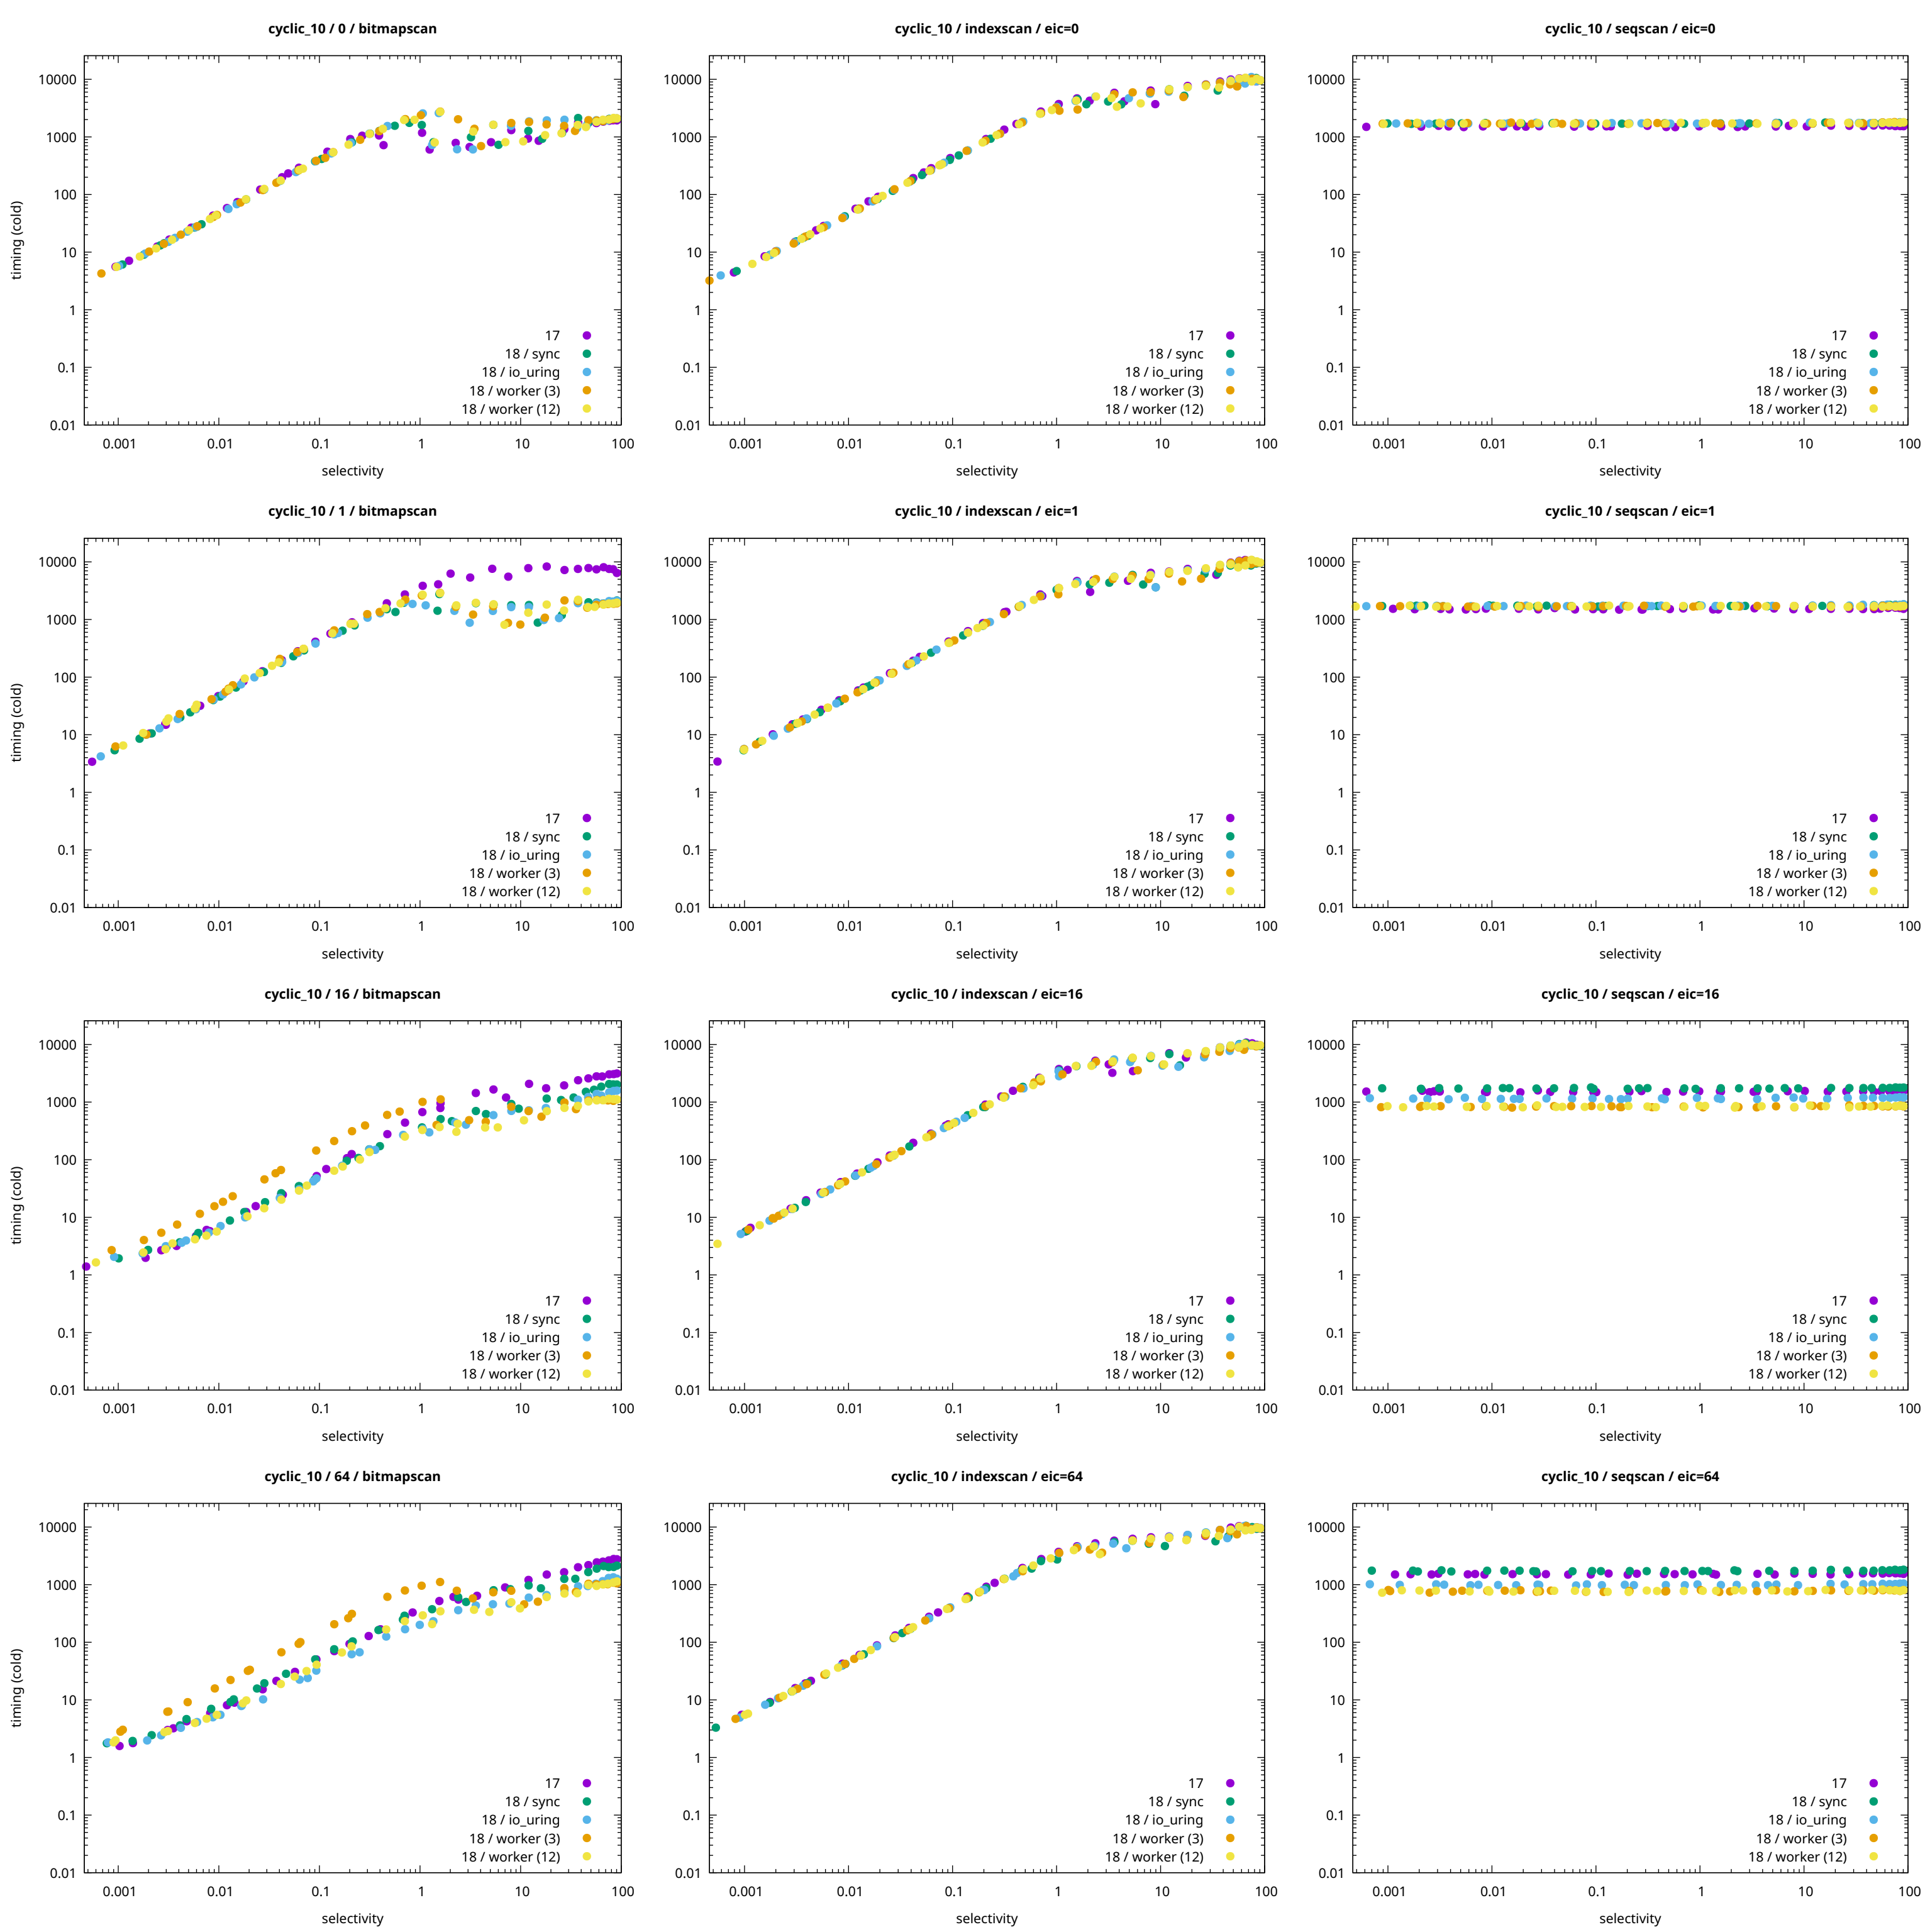 cyclic_10 / 0 / bitmapscan
timing (cold)
10000
1000
100
10
1
0.1
0.01
17
18 / sync
18 / io_uring
18 / worker (3)
18 / worker (12)
0.001 0.01 0.1 1 10 100
selectivity
cyclic_10 / indexscan / eic=0
10000
1000
100
10
1
0.1
0.01
17
18 / sync
18 / io_uring
18 / worker (3)
18 / worker (12)
0.001 0.01 0.1 1 10 100
selectivity
cyclic_10 / seqscan / eic=0
10000
1000
100
10
1
0.1
0.01
17
18 / sync
18 / io_uring
18 / worker (3)
18 / worker (12)
0.001 0.01 0.1 1 10 100
selectivity
cyclic_10 / 1 / bitmapscan
timing (cold)
10000
1000
100
10
1
0.1
0.01
17
18 / sync
18 / io_uring
18 / worker (3)
18 / worker (12)
0.001 0.01 0.1 1 10 100
selectivity
cyclic_10 / indexscan / eic=1
10000
1000
100
10
1
0.1
0.01
17
18 / sync
18 / io_uring
18 / worker (3)
18 / worker (12)
0.001 0.01 0.1 1 10 100
selectivity
cyclic_10 / seqscan / eic=1
10000
1000
100
10
1
0.1
0.01
17
18 / sync
18 / io_uring
18 / worker (3)
18 / worker (12)
0.001 0.01 0.1 1 10 100
selectivity
cyclic_10 / 16 / bitmapscan
timing (cold)
10000
1000
100
10
1
0.1
0.01
17
18 / sync
18 / io_uring
18 / worker (3)
18 / worker (12)
0.001 0.01 0.1 1 10 100
selectivity
cyclic_10 / indexscan / eic=16
10000
1000
100
10
1
0.1
0.01
17
18 / sync
18 / io_uring
18 / worker (3)
18 / worker (12)
0.001 0.01 0.1 1 10 100
selectivity
cyclic_10 / seqscan / eic=16
10000
1000
100
10
1
0.1
0.01
17
18 / sync
18 / io_uring
18 / worker (3)
18 / worker (12)
0.001 0.01 0.1 1 10 100
selectivity
cyclic_10 / 64 / bitmapscan
timing (cold)
10000
1000
100
10
1
0.1
0.01
17
18 / sync
18 / io_uring
18 / worker (3)
18 / worker (12)
0.001 0.01 0.1 1 10 100
selectivity
cyclic_10 / indexscan / eic=64
10000
1000
100
10
1
0.1
0.01
17
18 / sync
18 / io_uring
18 / worker (3)
18 / worker (12)
0.001 0.01 0.1 1 10 100
selectivity
cyclic_10 / seqscan / eic=64
10000
1000
100
10
1
0.1
0.01
17
18 / sync
18 / io_uring
18 / worker (3)
18 / worker (12)
0.001 0.01 0.1 1 10 100
selectivity